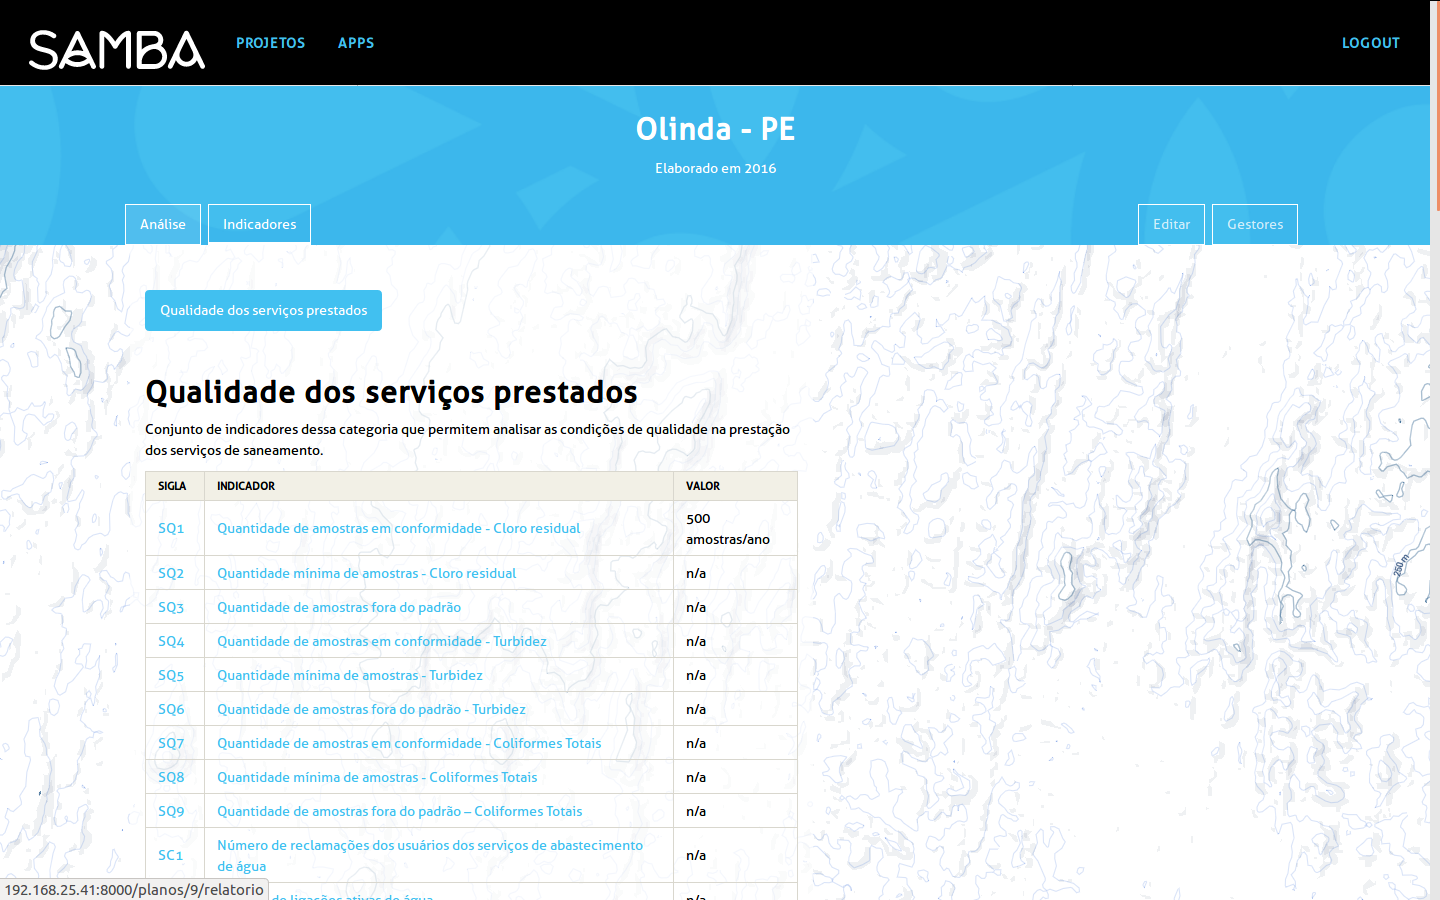 SAMBA
PROJETOS
APPS
LOGOUT
Olinda - PE
Elaborado em 2016
Análise
Indicadores
Editar
Gestores
Qualidade dos serviços prestados
Qualidade dos serviços prestados
Conjunto de indicadores dessa categoria que permitem analisar as condições de qualidade na prestação
dos serviços de saneamento.
SIGLA INDICADOR VALOR
SQ1 Quantidade de amostras em conformidade - Cloro residual 500
amostras/ano
SQ2 Quantidade mínima de amostras - Cloro residual n/a
SQ3 Quantidade de amostras fora do padrão n/a
SQ4 Quantidade de amostras em conformidade - Turbidez n/a
SQ5 Quantidade mínima de amostras - Turbidez n/a
SQ6 Quantidade de amostras fora do padrão - Turbidez n/a
SQ7 Quantidade de amostras em conformidade - Coliformes Totais n/a
SQ8 Quantidade mínima de amostras - Coliformes Totais n/a
SQ9 Quantidade de amostras fora do padrão – Coliformes Totais n/a
SC1 Número de reclamações dos usuários dos serviços de abastecimento
de água n/a
de ligações ativas de água n/a
250 m
192.168.25.41:8000/planos/9/relatorio